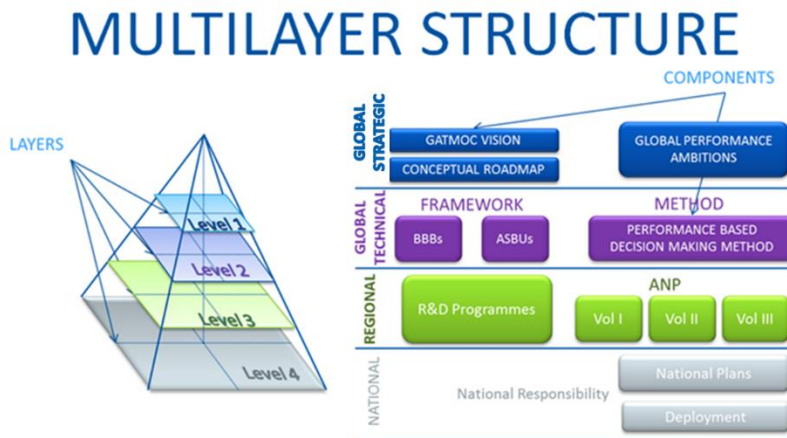 MULTILAYER STRUCTURE
COMPONENTS
LAYERS
Level 1
Level 2
Level 3
Level 4
GLOBAL
STRATEGIC
GATMOC VISION
CONCEPTUAL ROADMAP
GLOBAL PERFORMANCE
AMBITIONS
GLOBAL
TECHNICAL
FRAMEWORK
BBBs
ASBUs
METHOD
PERFORMANCE BASED
DECISION MAKING METHOD
REGIONAL
R&D Programmes
ANP
Vol I
Vol II
Vol III
NATIONAL
National Responsibility
National Plans
Deployment